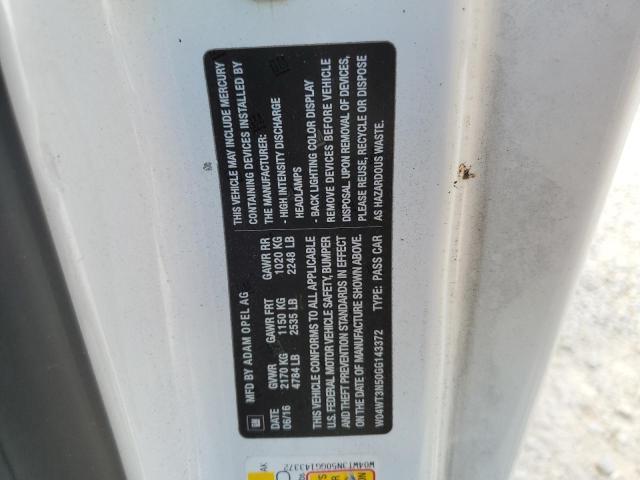 MFD BY ADAM OPEL AG
DATE GVWR GAWR FRT GAWR RR
06/16 2170 KG 1150 KG 1020 KG
4784 LB 2535 LB 2248 LB
THIS VEHICLE CONFORMS TO ALL APPLICABLE
U.S. FEDERAL MOTOR VEHICLE SAFETY, BUMPER
AND THEFT PREVENTION STANDARDS IN EFFECT
ON THE DATE OF MANUFACTURE SHOWN ABOVE.
W04WT3N50GG143372 TYPE: PASS CAR
THIS VEHICLE MAY INCLUDE MERCURY
CONTAINING DEVICES INSTALLED BY
THE MANUFACTURER:
- HIGH INTENSITY DISCHARGE
HEADLAMPS
- BACK LIGHTING COLOR DISPLAY
REMOVE DEVICES BEFORE VEHICLE
DISPOSAL. UPON REMOVAL OF DEVICES,
PLEASE REUSE, RECYCLE OR DISPOSE
AS HAZARDOUS WASTE.
GM
AK
W04WT3N50GG143372